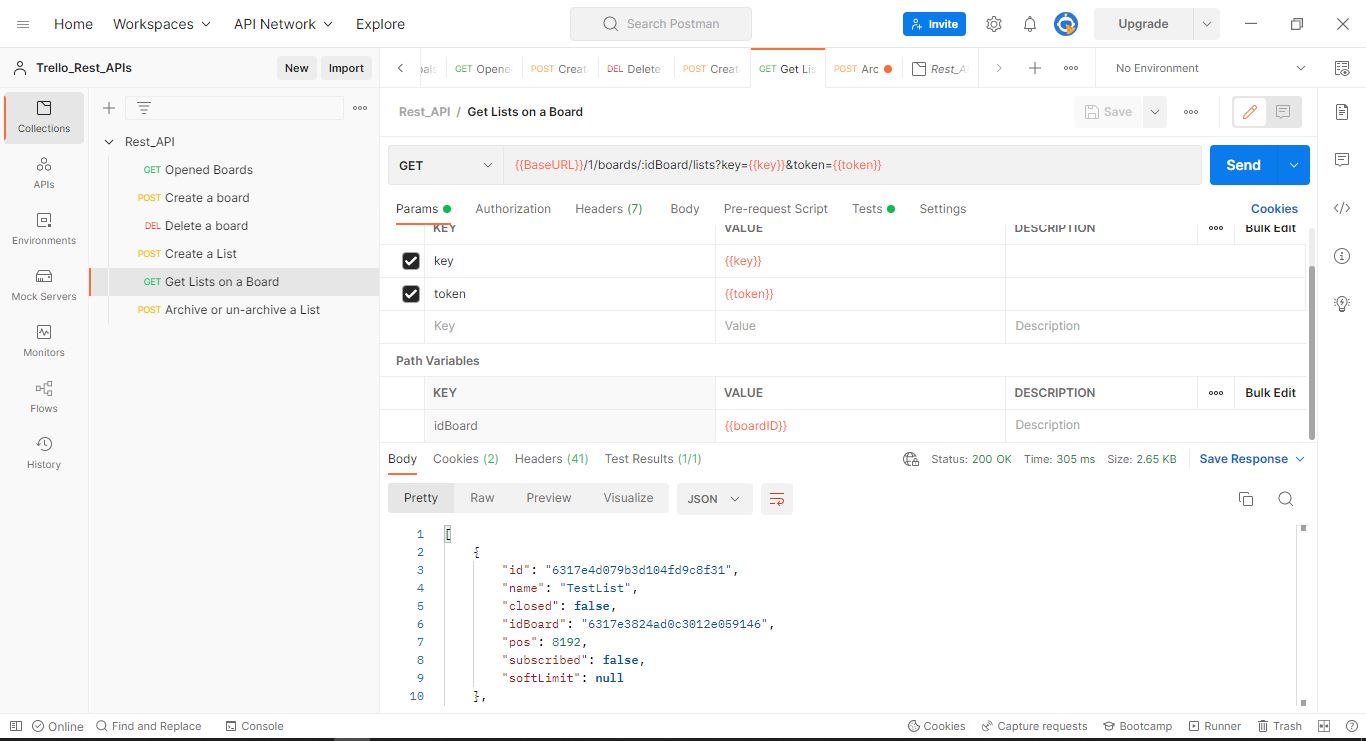 Home Workspaces API Network Explore Search Postman Invite Upgrade
Trello_Rest_APIs New Import
GET Opene POST Creat DEL Delete POST Creat GET Get Lis POST Arc Rest_A No Environment
Collections
APIs
Environments
Mock Servers
Monitors
Flows
History
Rest_API
GET Opened Boards
POST Create a board
DEL Delete a board
POST Create a List
GET Get Lists on a Board
POST Archive or un-archive a List
Rest_API / Get Lists on a Board Save
GET {{BaseURL}}/1/boards/:idBoard/lists?key={{key}}&token={{token}} Send
Params Authorization Headers (7) Body Pre-request Script Tests Settings Cookies
KEY VALUE DESCRIPTION Bulk Edit
key {{key}}
token {{token}}
Key Value Description
Path Variables
KEY VALUE DESCRIPTION Bulk Edit
idBoard {{boardID}} Description
Body Cookies (2) Headers (41) Test Results (1/1) Status: 200 OK Time: 305 ms Size: 2.65 KB Save Response
Pretty Raw Preview Visualize JSON
1 [
2 {
3 "id": "6317e4d079b3d104fd9c8f31",
4 "name": "TestList",
5 "closed": false,
6 "idBoard": "6317e3824ad0c3012e059146",
7 "pos": 8192,
8 "subscribed": false,
9 "softLimit": null
10 },
Online Find and Replace Console Cookies Capture requests Bootcamp Runner Trash